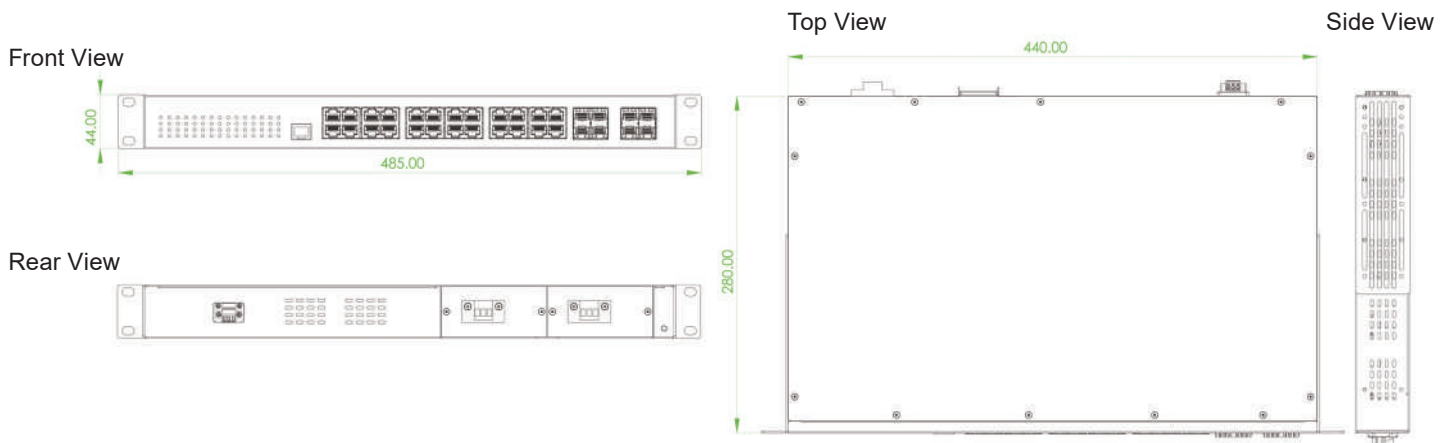 Top View
Side View
Front View
440.00
44.00
485.00
Rear View
280.00